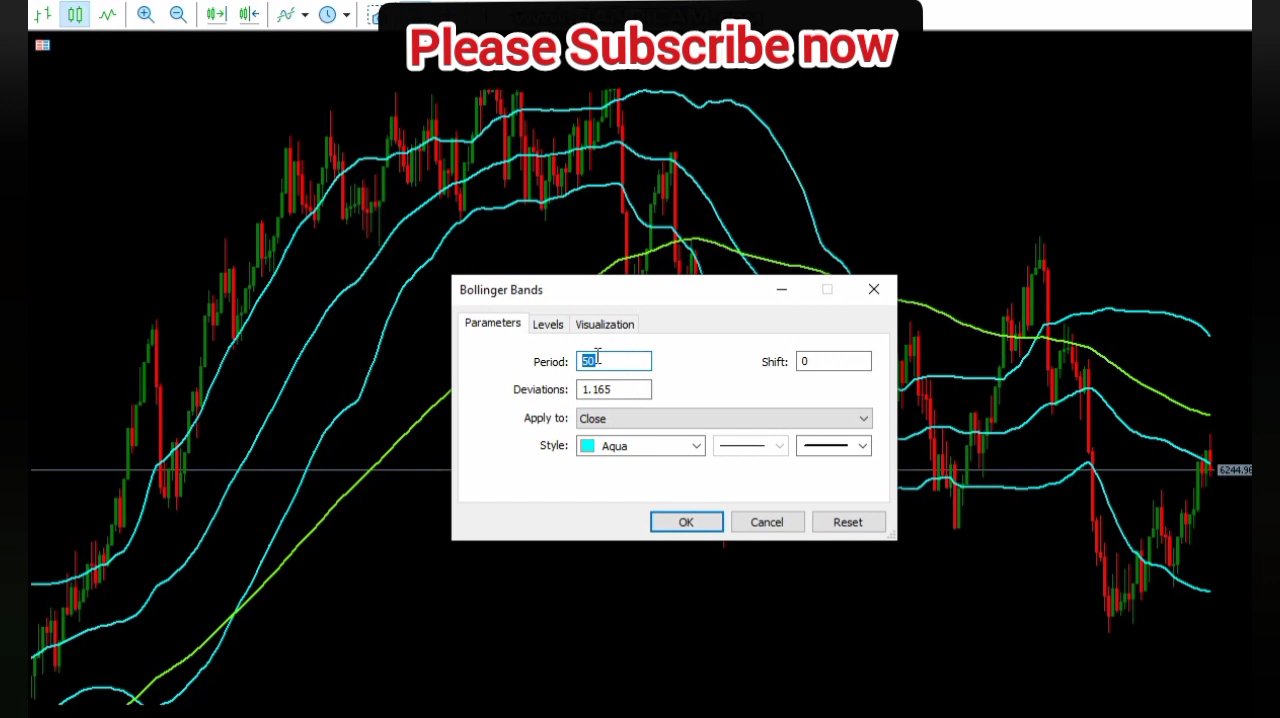 Please Subscribe now
Bollinger Bands
Parameters Levels Visualization
Period: 50 Shift: 0
Deviations: 1.165
Apply to: Close
Style: Aqua
6244.98
OK Cancel Reset